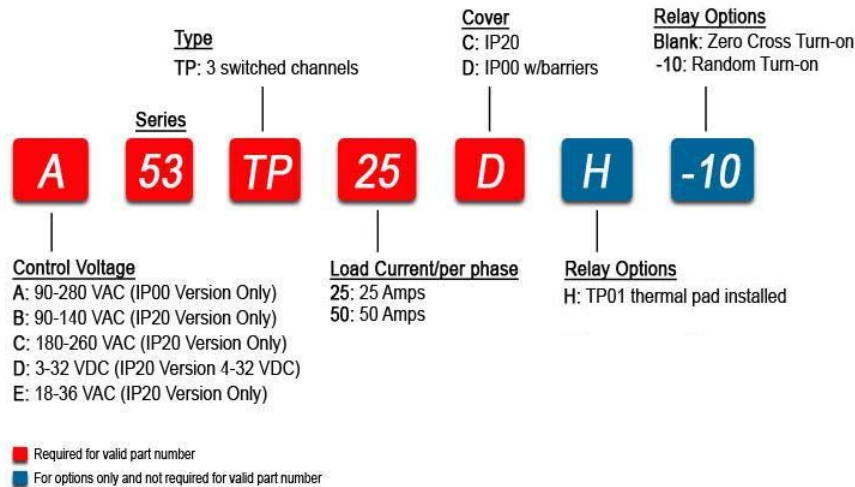 Type
TP: 3 switched channels
Cover
C: IP20
D: IP00 w/barriers
Relay Options
Blank: Zero Cross Turn-on
-10: Random Turn-on
Series
A 53 TP 25 D H -10
Control Voltage
A: 90-280 VAC (IP00 Version Only)
B: 90-140 VAC (IP20 Version Only)
C: 180-260 VAC (IP20 Version Only)
D: 3-32 VDC (IP20 Version 4-32 VDC)
E: 18-36 VAC (IP20 Version Only)
Load Current/per phase
25: 25 Amps
50: 50 Amps
Relay Options
H: TP01 thermal pad installed
Required for valid part number
For options only and not required for valid part number